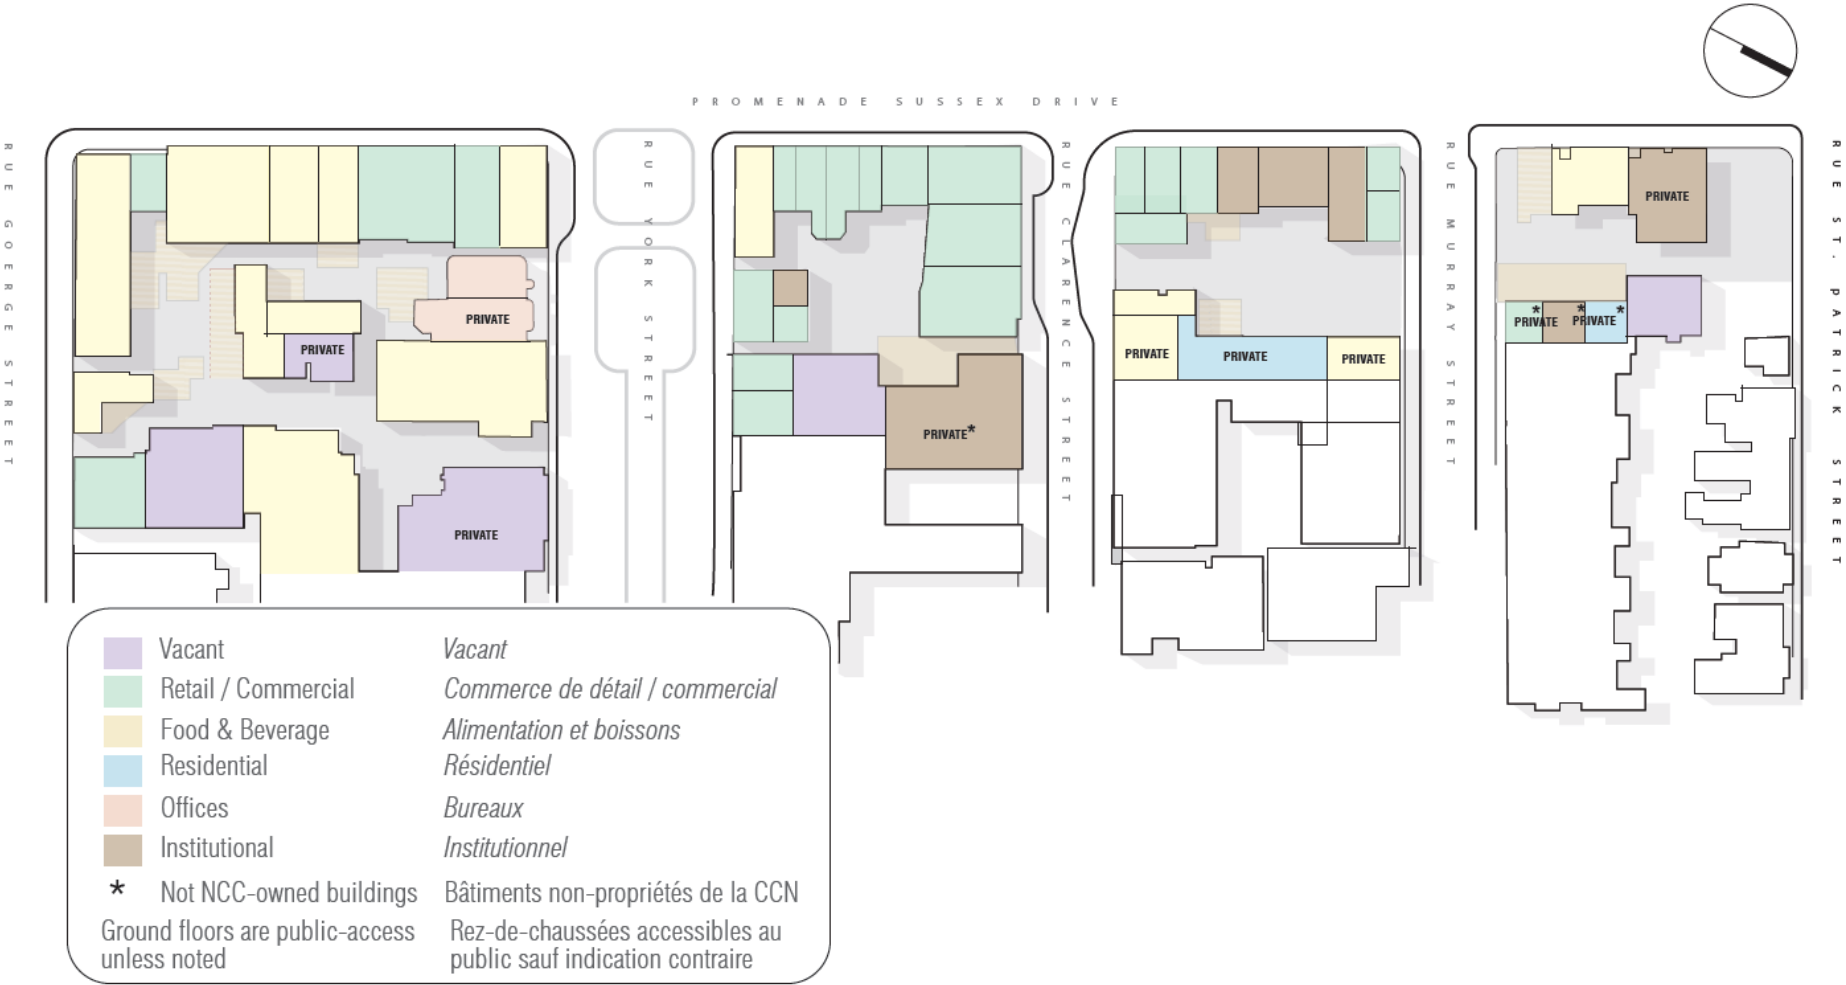 PROMENADE SUSSEX DRIVE
RUE GOERGE STREET
RUE YORK STREET
RUE CLARENCE STREET
RUE MURRAY STREET
RUE ST. PATRICK STREET
PRIVATE
PRIVATE
PRIVATE
PRIVATE*
PRIVATE
PRIVATE
PRIVATE
PRIVATE
* * *
PRIVATE PRIVATE
Vacant Vacant
Retail / Commercial Commerce de détail / commercial
Food & Beverage Alimentation et boissons
Residential Résidentiel
Offices Bureaux
Institutional Institutionnel
* Not NCC-owned buildings Bâtiments non-propriétés de la CCN
Ground floors are public-access Rez-de-chaussées accessibles au
unless noted public sauf indication contraire